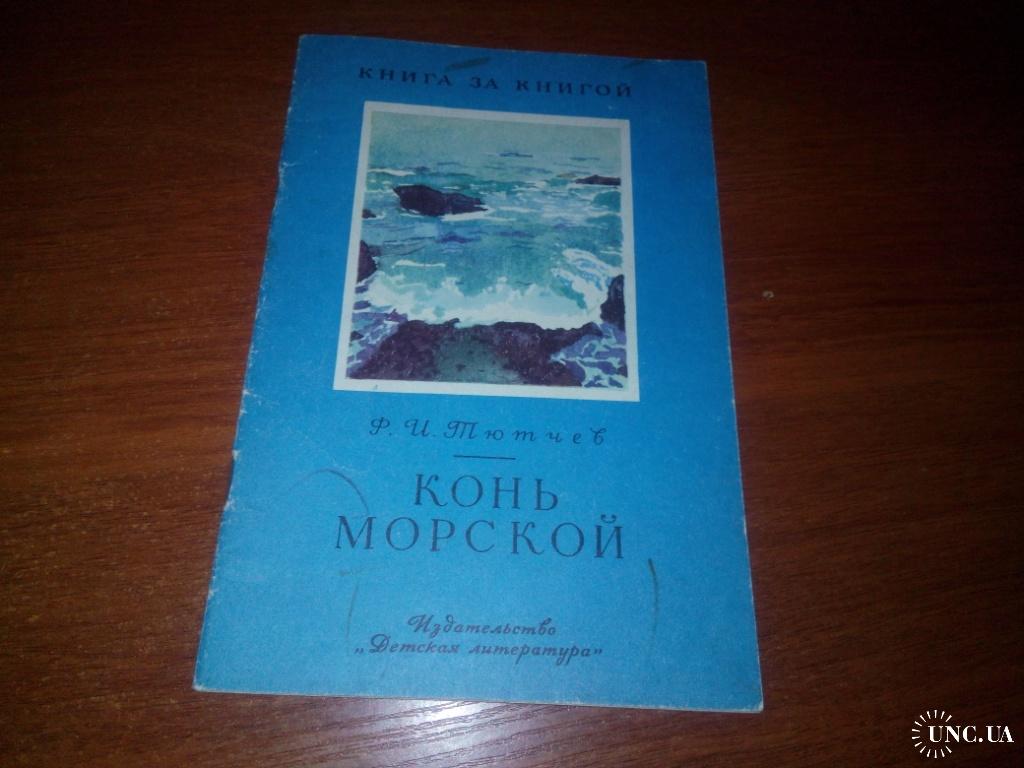 КНИГА ЗА КНИГОЙ
Ф. И. Тютчев
КОНЬ
МОРСКОЙ
Издательство
„Детская литература"
UNC.UA